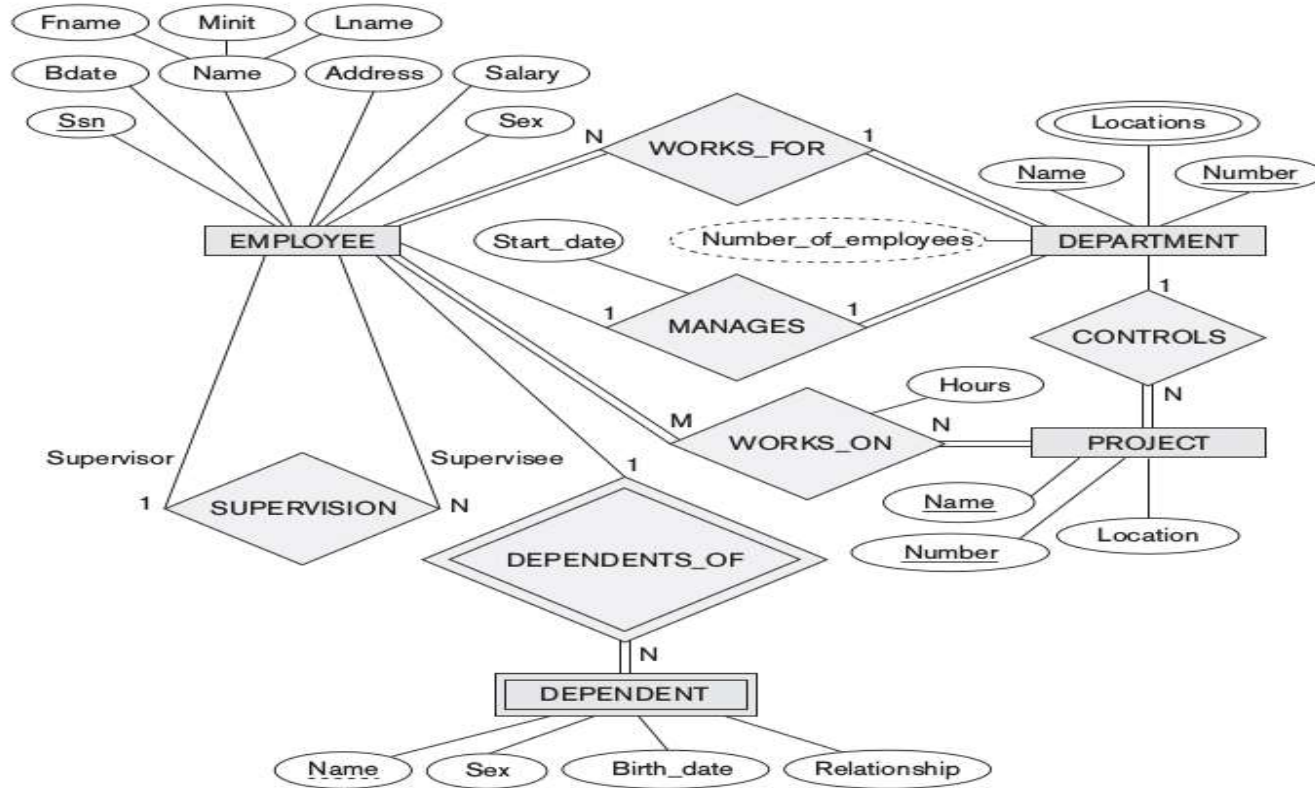 Fname
Minit
Lname
Bdate
Name
Address
Salary
Ssn
Sex
N
WORKS_FOR
1
Locations
Name
Number
EMPLOYEE
Start_date
Number_of_employees
DEPARTMENT
1
MANAGES
1
1
CONTROLS
N
Hours
M
WORKS_ON
N
PROJECT
Supervisor
Supervisee
1
SUPERVISION
N
1
Name
Number
Location
DEPENDENTS_OF
N
DEPENDENT
Name
Sex
Birth_date
Relationship